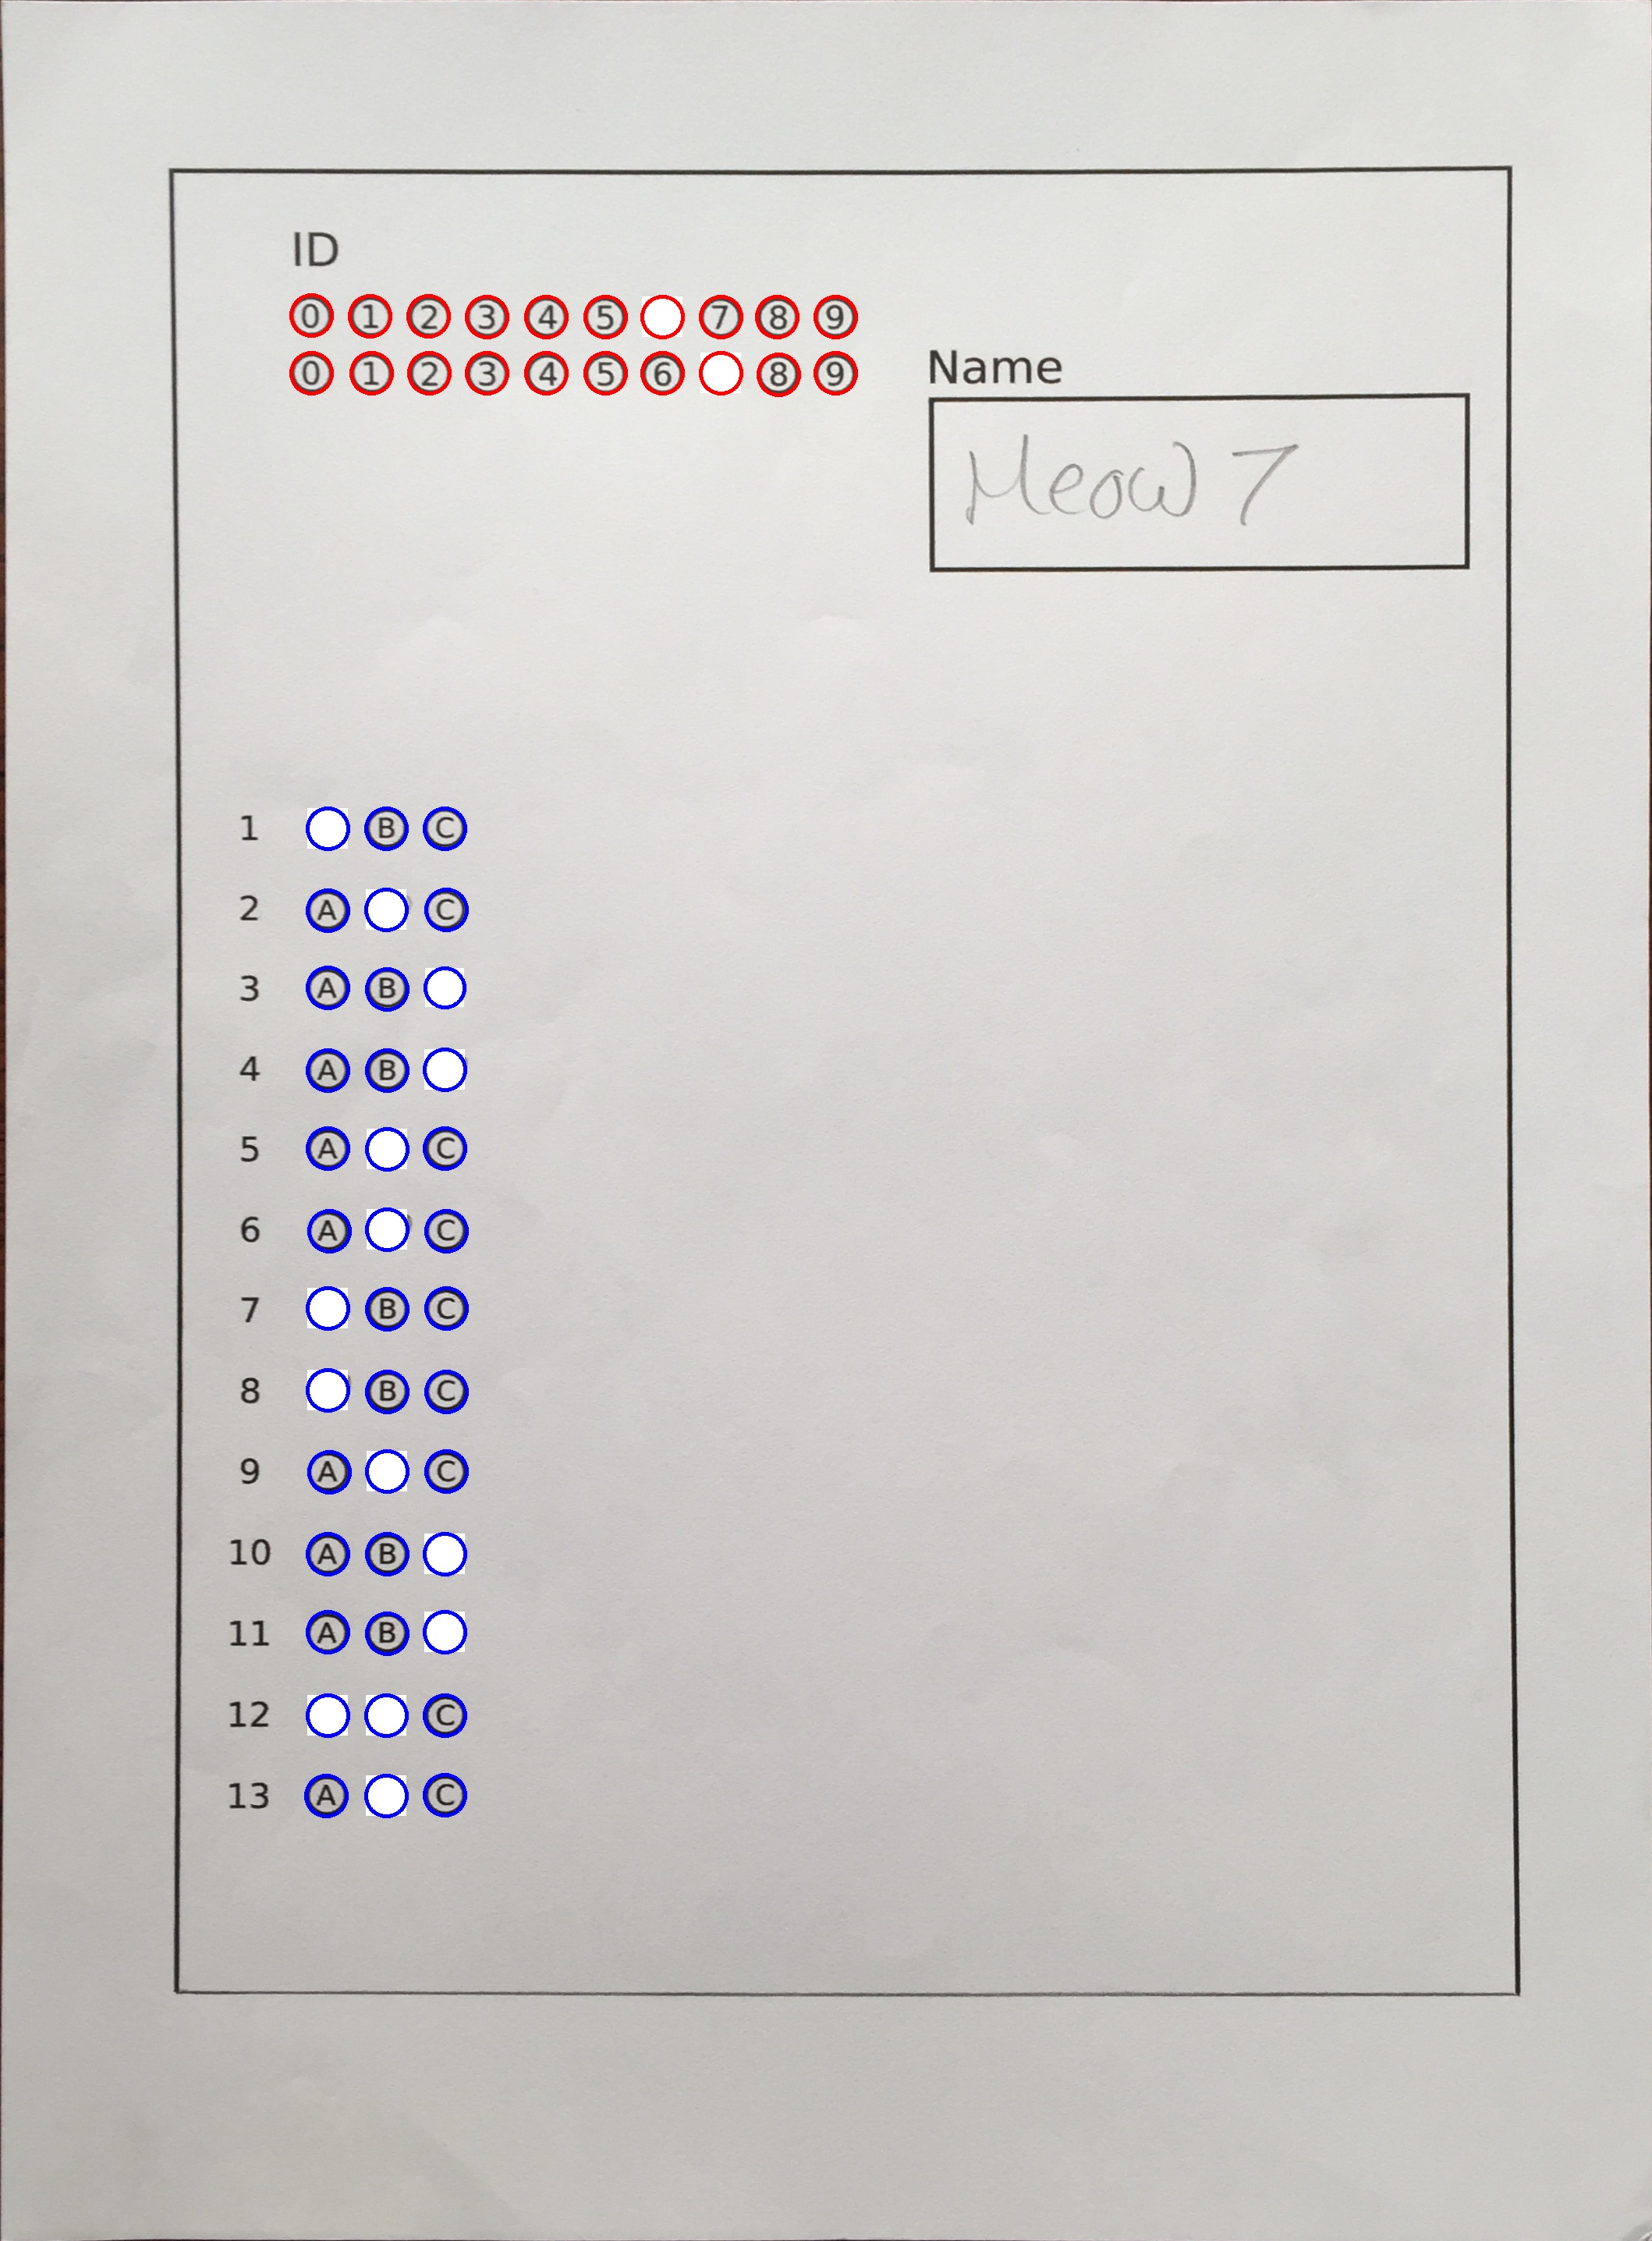 ID
0 1 2 3 4 5 7 8 9
0 1 2 3 4 5 6 8 9
Name
Meow 7
1 B C
2 A C
3 A B
4 A B
5 A C
6 A C
7 B C
8 B C
9 A C
10 A B
11 A B
12 C
13 A C